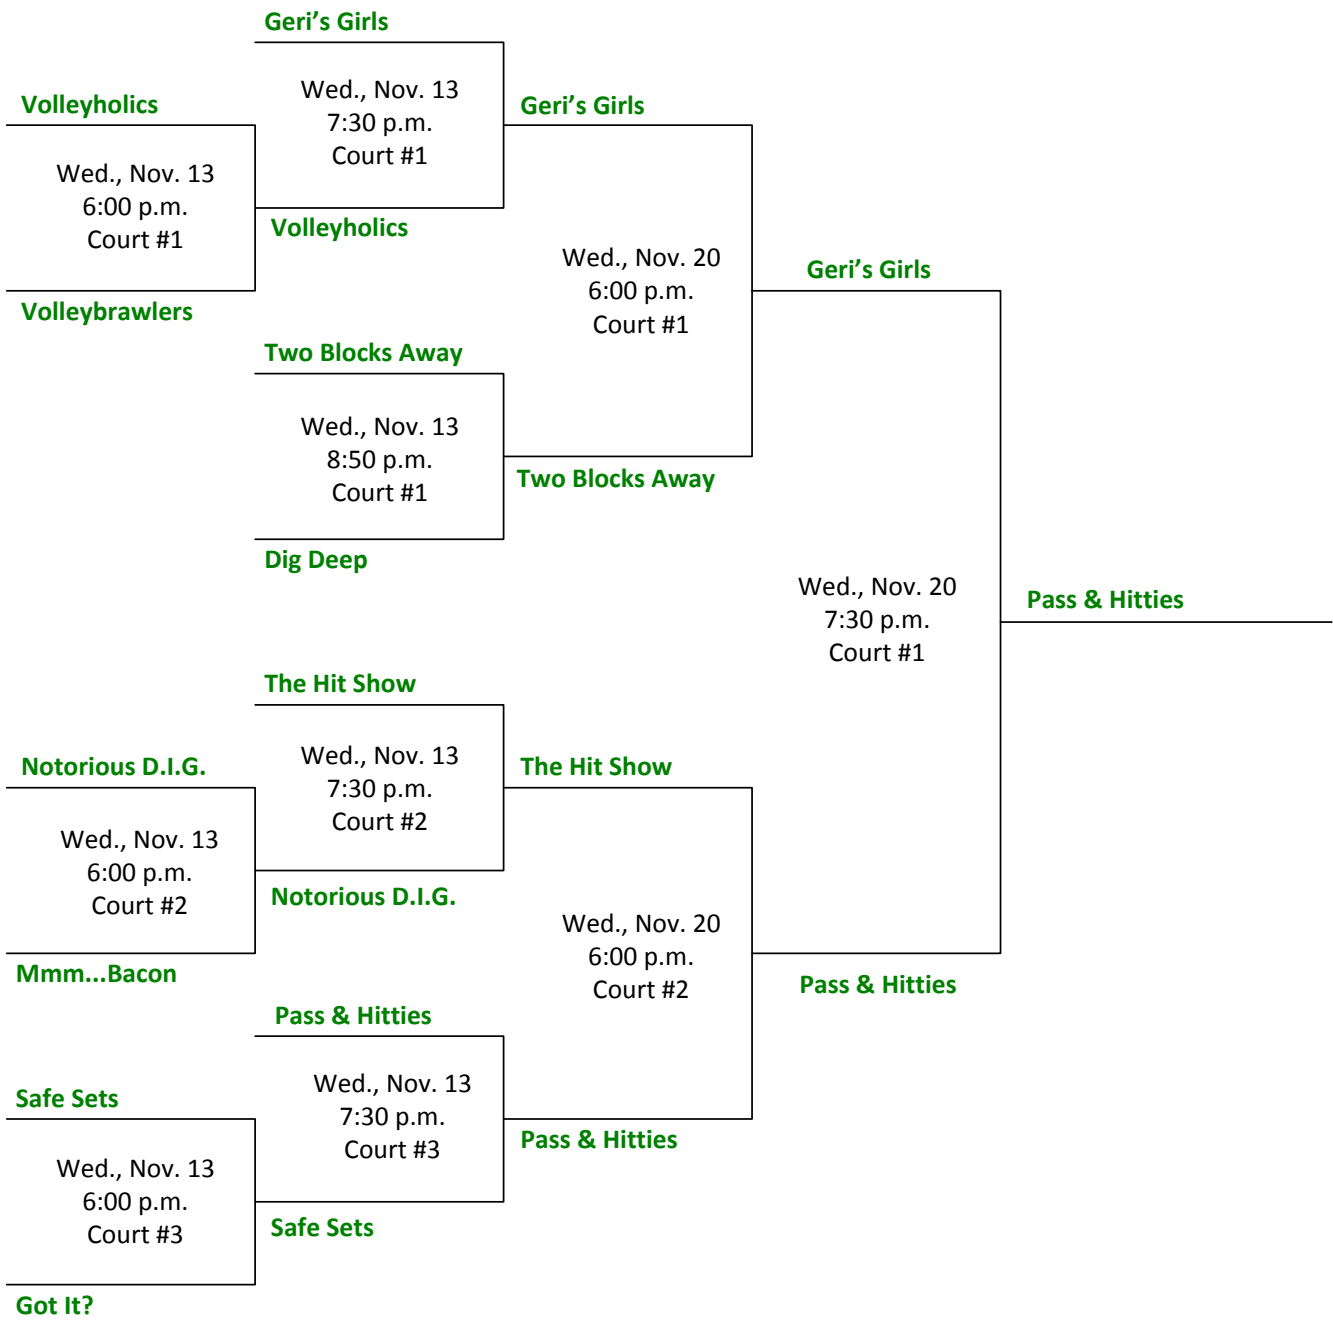 Geri’s Girls
Volleyholics
Wed., Nov. 13
7:30 p.m.
Court #1
Geri’s Girls
Wed., Nov. 13
6:00 p.m.
Court #1
Volleyholics
Volleybrawlers
Wed., Nov. 20
6:00 p.m.
Court #1
Geri’s Girls
Two Blocks Away
Wed., Nov. 13
8:50 p.m.
Court #1
Two Blocks Away
Dig Deep
Wed., Nov. 20
7:30 p.m.
Court #1
Pass & Hitties
The Hit Show
Notorious D.I.G.
Wed., Nov. 13
7:30 p.m.
Court #2
The Hit Show
Wed., Nov. 13
6:00 p.m.
Court #2
Notorious D.I.G.
Mmm...Bacon
Wed., Nov. 20
6:00 p.m.
Court #2
Pass & Hitties
Pass & Hitties
Safe Sets
Wed., Nov. 13
7:30 p.m.
Court #3
Pass & Hitties
Wed., Nov. 13
6:00 p.m.
Court #3
Safe Sets
Got It?